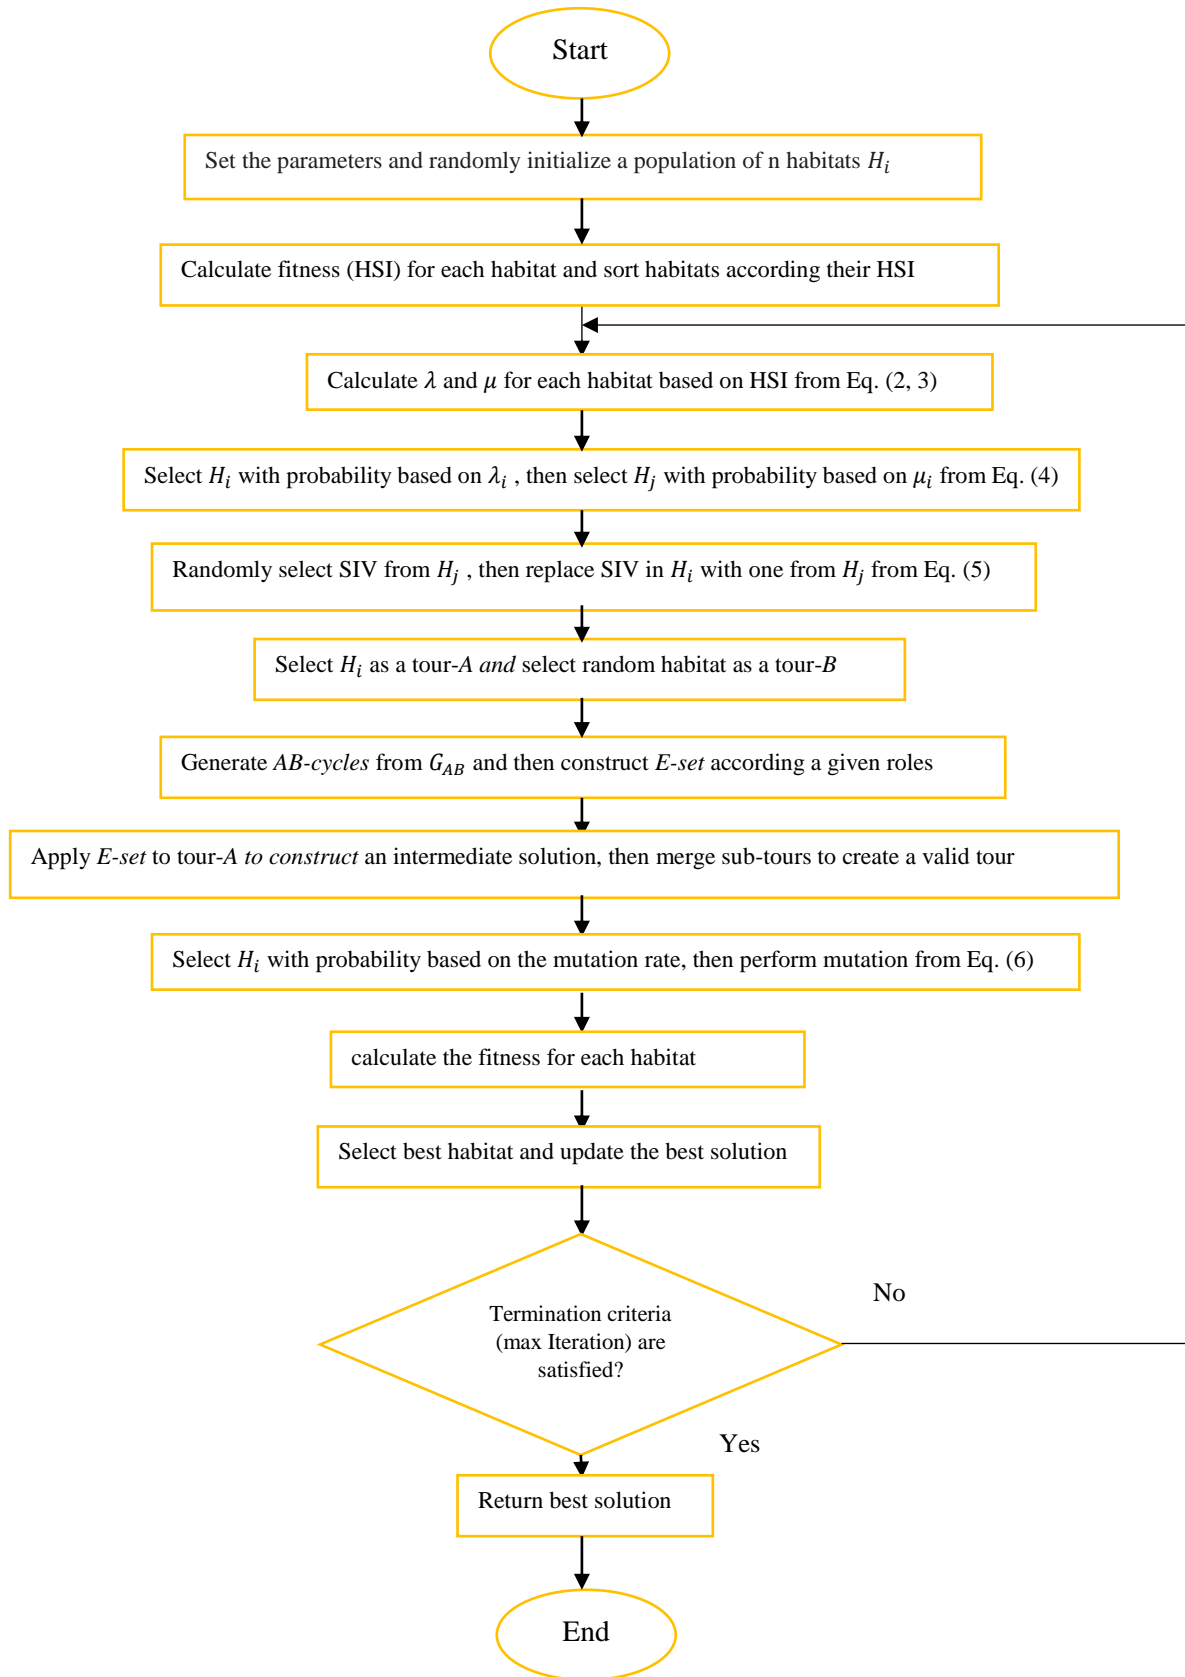 Start
Set the parameters and randomly initialize a population of n habitats H_i
Calculate fitness (HSI) for each habitat and sort habitats according their HSI
Calculate λ and μ for each habitat based on HSI from Eq. (2, 3)
Select H_i with probability based on λ_i , then select H_j with probability based on μ_i from Eq. (4)
Randomly select SIV from H_j , then replace SIV in H_i with one from H_j from Eq. (5)
Select H_i as a tour-A and select random habitat as a tour-B
Generate AB-cycles from G_AB and then construct E-set according a given roles
Apply E-set to tour-A to construct an intermediate solution, then merge sub-tours to create a valid tour
Select H_i with probability based on the mutation rate, then perform mutation from Eq. (6)
calculate the fitness for each habitat
Select best habitat and update the best solution
Termination criteria
(max Iteration) are
satisfied?
No
Yes
Return best solution
End